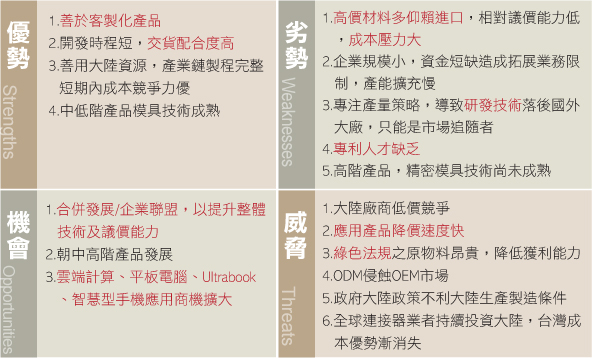 優勢
Strengths
1.善於客製化產品
2.開發時程短，交貨配合度高
3.善用大陸資源，產業鏈製程完整
短期內成本競爭力優
4.中低階產品模具技術成熟
劣勢
Weaknesses
1.高價材料多仰賴進口，相對議價能力低
，成本壓力大
2.企業規模小，資金短缺造成拓展業務限
制，產能擴充慢
3.專注產量策略，導致研發技術落後國外
大廠，只能是市場追隨者
4.專利人才缺乏
5.高階產品，精密模具技術尚未成熟
機會
Opportunities
1.合併發展/企業聯盟，以提升整體
技術及議價能力
2.朝中高階產品發展
3.雲端計算、平板電腦、Ultrabook
、智慧型手機應用商機擴大
威脅
Threats
1.大陸廠商低價競爭
2.應用產品降價速度快
3.綠色法規之原物料昂貴，降低獲利能力
4.ODM侵蝕OEM市場
5.政府大陸政策不利大陸生產製造條件
6.全球連接器業者持續投資大陸，台灣成
本優勢漸消失